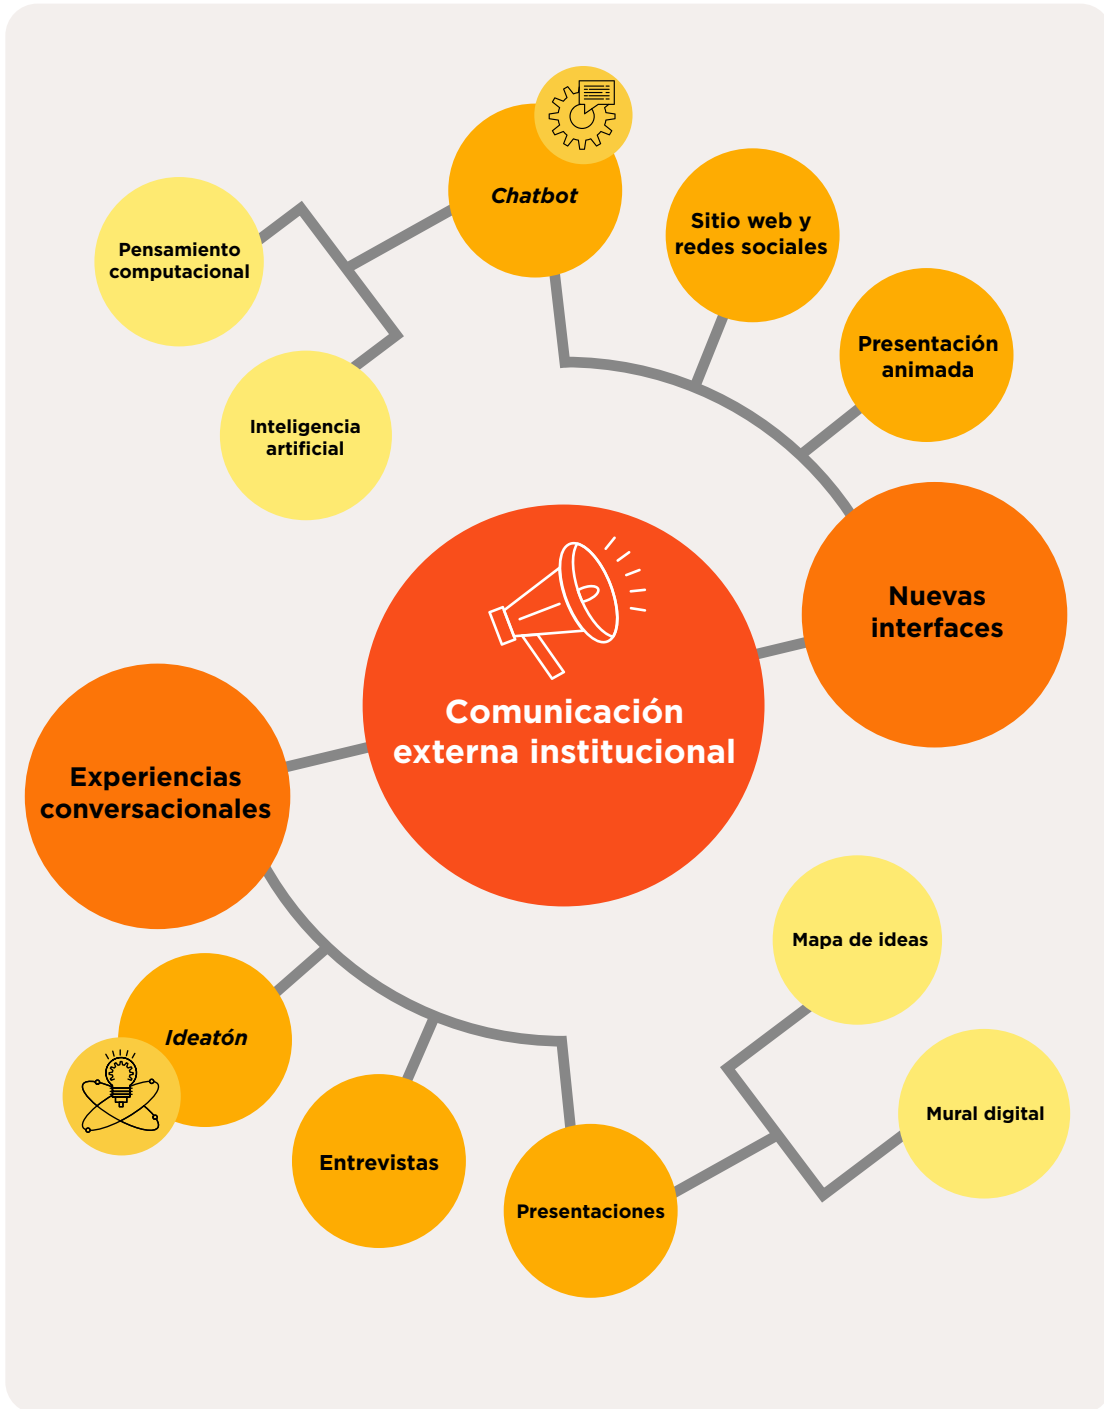 Chatbot
Sitio web y
redes sociales
Pensamiento
computacional
Presentación
animada
Inteligencia
artificial
Nuevas
interfaces
Comunicación
externa institucional
Experiencias
conversacionales
Mapa de ideas
Ideatón
Mural digital
Entrevistas
Presentaciones